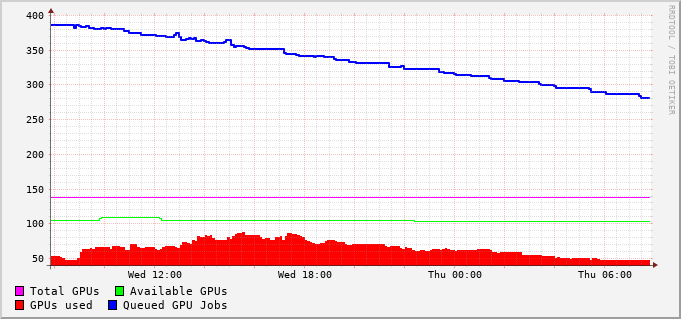 400
350
300
250
200
150
100
50
Wed 12:00 Wed 18:00 Thu 00:00 Thu 06:00
Total GPUs Available GPUs
GPUs used Queued GPU Jobs
RRDTOOL / TOBI OETIKER